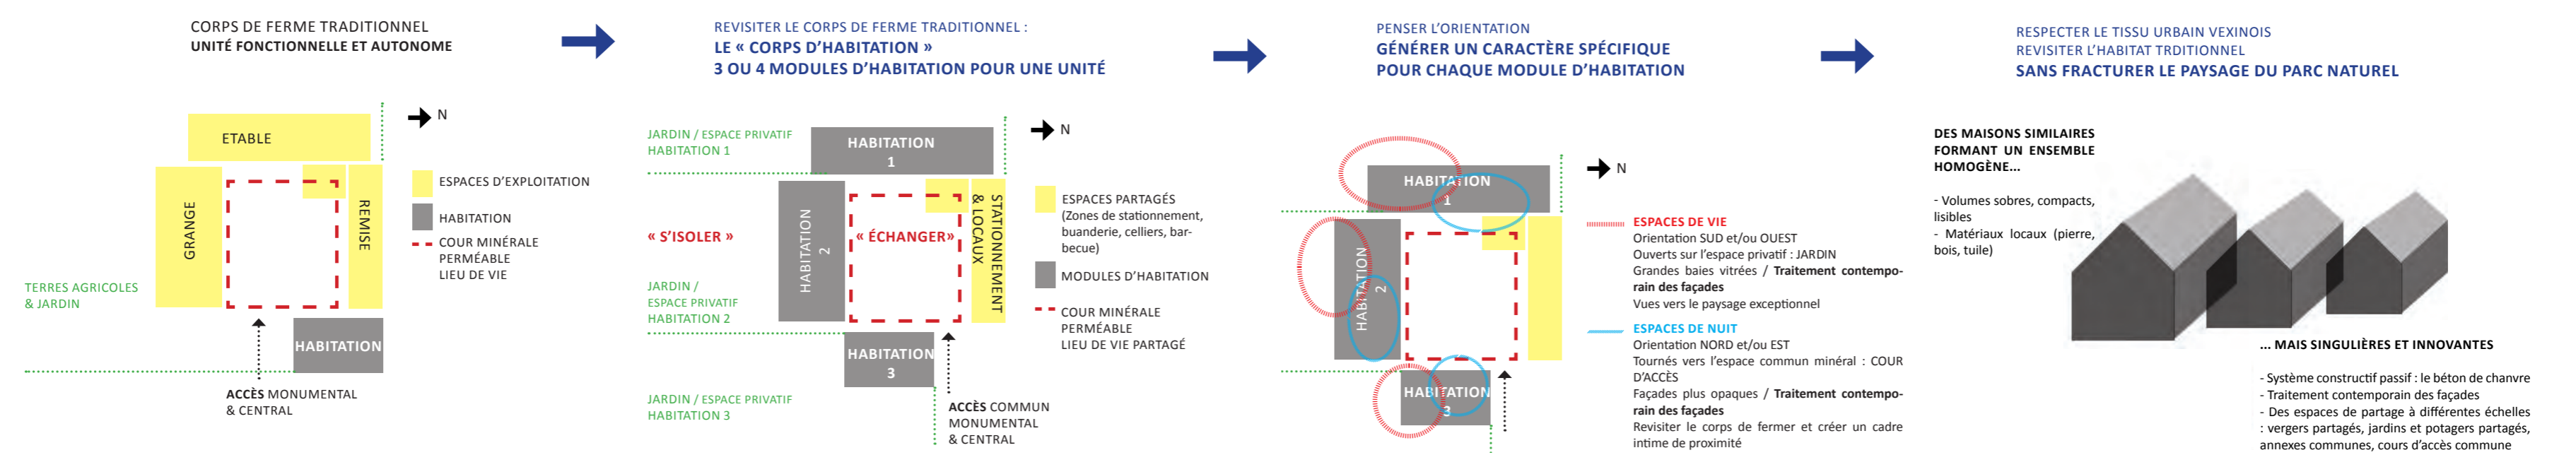 CORPS DE FERME TRADITIONNEL
UNITÉ FONCTIONNELLE ET AUTONOME
ETABLE
N
GRANGE
REMISE
ESPACES D'EXPLOITATION
HABITATION
COUR MINÉRALE
PERMÉABLE
LIEU DE VIE
TERRES AGRICOLES
& JARDIN
HABITATION
ACCÈS MONUMENTAL
& CENTRAL
REVISITER LE CORPS DE FERME TRADITIONNEL :
LE « CORPS D'HABITATION »
3 OU 4 MODULES D'HABITATION POUR UNE UNITÉ
JARDIN / ESPACE PRIVATIF
HABITATION 1
HABITATION
1
N
HABITATION
2
« S'ISOLER »
« ÉCHANGER»
STATIONNEMENT
& LOCAUX
ESPACES PARTAGÉS
(Zones de stationnement,
buanderie, celliers, bar-
becue)
MODULES D'HABITATION
COUR MINÉRALE
PERMÉABLE
LIEU DE VIE PARTAGÉ
JARDIN /
ESPACE PRIVATIF
HABITATION 2
HABITATION
3
JARDIN / ESPACE PRIVATIF
HABITATION 3
ACCÈS COMMUN
MONUMENTAL
& CENTRAL
PENSER L'ORIENTATION
GÉNÉRER UN CARACTÈRE SPÉCIFIQUE
POUR CHAQUE MODULE D'HABITATION
HABITATION
1
N
HABITATION
2
HABITATION
3
ESPACES DE VIE
Orientation SUD et/ou OUEST
Ouverts sur l'espace privatif : JARDIN
Grandes baies vitrées / Traitement contempo-
rain des façades
Vues vers le paysage exceptionnel
ESPACES DE NUIT
Orientation NORD et/ou EST
Tournés vers l'espace commun minéral : COUR
D'ACCÈS
Façades plus opaques / Traitement contempo-
rain des façades
Revisiter le corps de fermer et créer un cadre
intime de proximité
RESPECTER LE TISSU URBAIN VEXINOIS
REVISITER L'HABITAT TRDITIONNEL
SANS FRACTURER LE PAYSAGE DU PARC NATUREL
DES MAISONS SIMILAIRES
FORMANT UN ENSEMBLE
HOMOGÈNE...
- Volumes sobres, compacts,
lisibles
- Matériaux locaux (pierre,
bois, tuile)
... MAIS SINGULIÈRES ET INNOVANTES
- Système constructif passif : le béton de chanvre
- Traitement contemporain des façades
- Des espaces de partage à différentes échelles
: vergers partagés, jardins et potagers partagés,
annexes communes, cours d'accès commune